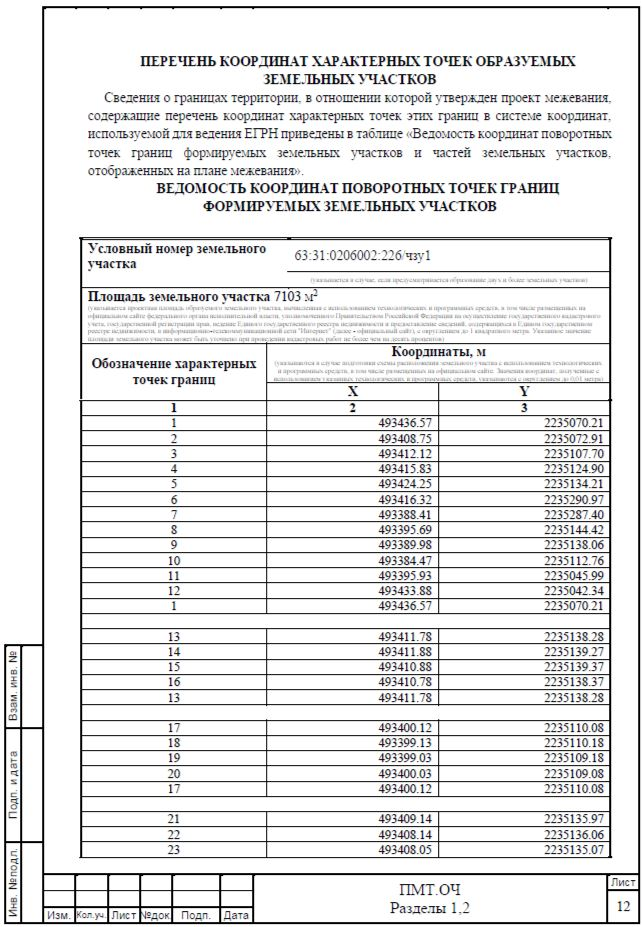 ПЕРЕЧЕНЬ КООРДИНАТ ХАРАКТЕРНЫХ ТОЧЕК ОБРАЗУЕМЫХ
ЗЕМЕЛЬНЫХ УЧАСТКОВ
Сведения о границах территории, в отношении которой утвержден проект межевания,
содержащие перечень координат характерных точек этих границ в системе координат,
используемой для ведения ЕГРН приведены в таблице «Ведомость координат поворотных
точек границ формируемых земельных участков и частей земельных участков,
отображенных на плане межевания».
ВЕДОМОСТЬ КООРДИНАТ ПОВОРОТНЫХ ТОЧЕК ГРАНИЦ
ФОРМИРУЕМЫХ ЗЕМЕЛЬНЫХ УЧАСТКОВ
Условный номер земельного
участка
63:31:0206002:226/чзу1
(указывается в случае, если предусматривается образование двух и более земельных участков)
Площадь земельного участка 7103 м²
(указывается проектная площадь образуемого земельного участка, вычисленная с использованием технологических и программных средств, в том числе размещенных на
официальном сайте федерального органа исполнительной власти, уполномоченного Правительством Российской Федерации на осуществление государственного кадастрового
учета, государственной регистрации прав, ведение Единого государственного реестра недвижимости и предоставление сведений, содержащихся в Едином государственном
реестре недвижимости, в информационно-телекоммуникационной сети "Интернет" (далее - официальный сайт), с округлением до 1 квадратного метра. Указанное значение
площади земельного участка может быть уточнено при проведении кадастровых работ не более чем на десять процентов)
Обозначение характерных
точек границ
Координаты, м
(указываются в случае подготовки схемы расположения земельного участка с использованием технологических
и программных средств, в том числе размещенных на официальном сайте. Значения координат, полученные с
использованием указанных технологических и программных средств, указываются с округлением до 0,01 метра)
X Y
1 2 3
1 493436.57 2235070.21
2 493408.75 2235072.91
3 493412.12 2235107.70
4 493415.83 2235124.90
5 493424.25 2235134.21
6 493416.32 2235290.97
7 493388.41 2235287.40
8 493395.69 2235144.42
9 493389.98 2235138.06
10 493384.47 2235112.76
11 493395.93 2235045.99
12 493433.88 2235042.34
1 493436.57 2235070.21
13 493411.78 2235138.28
14 493411.88 2235139.27
15 493410.88 2235139.37
16 493410.78 2235138.37
13 493411.78 2235138.28
17 493400.12 2235110.08
18 493399.13 2235110.18
19 493399.03 2235109.18
20 493400.03 2235109.08
17 493400.12 2235110.08
21 493409.14 2235135.97
22 493408.14 2235136.06
23 493408.05 2235135.07
Взам. инв. №
Подп. и дата
Инв. №подл.
Изм. Кол.уч. Лист №док. Подп. Дата
ПМТ.ОЧ
Разделы 1,2
Лист
12